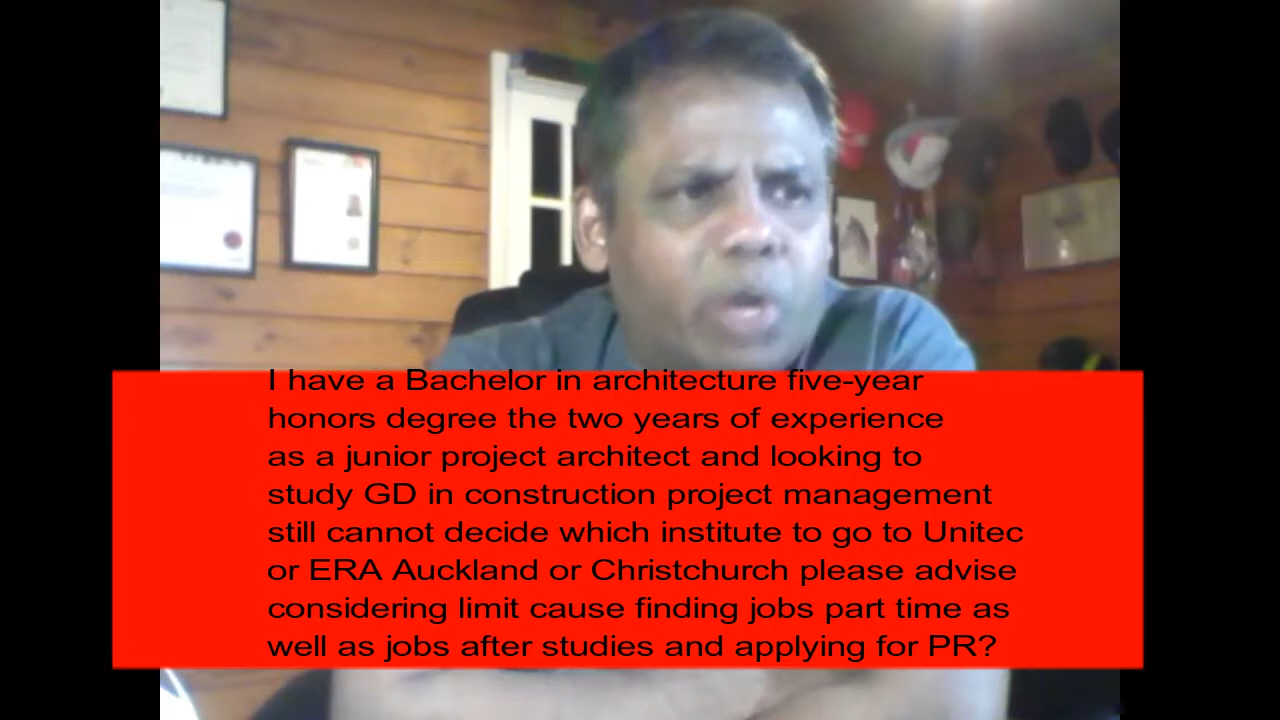 I have a Bachelor in architecture five-year
honors degree the two years of experience
as a junior project architect and looking to
study GD in construction project management
still cannot decide which institute to go to Unitec
or ERA Auckland or Christchurch please advise
considering limit cause finding jobs part time as
well as jobs after studies and applying for PR?